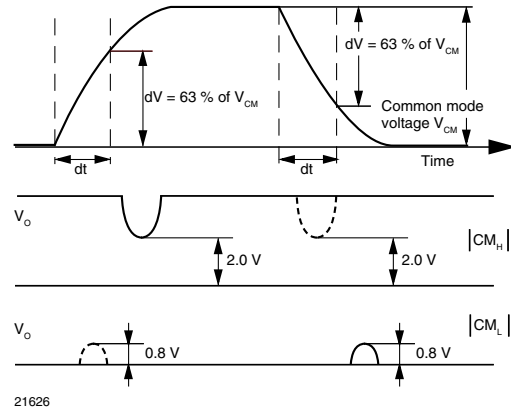 dV = 63 % of V_CM
dV = 63 % of V_CM
Common mode
voltage V_CM
Time
dt
dt
V_O
|CM_H|
2.0 V
2.0 V
V_O
|CM_L|
0.8 V
0.8 V
21626